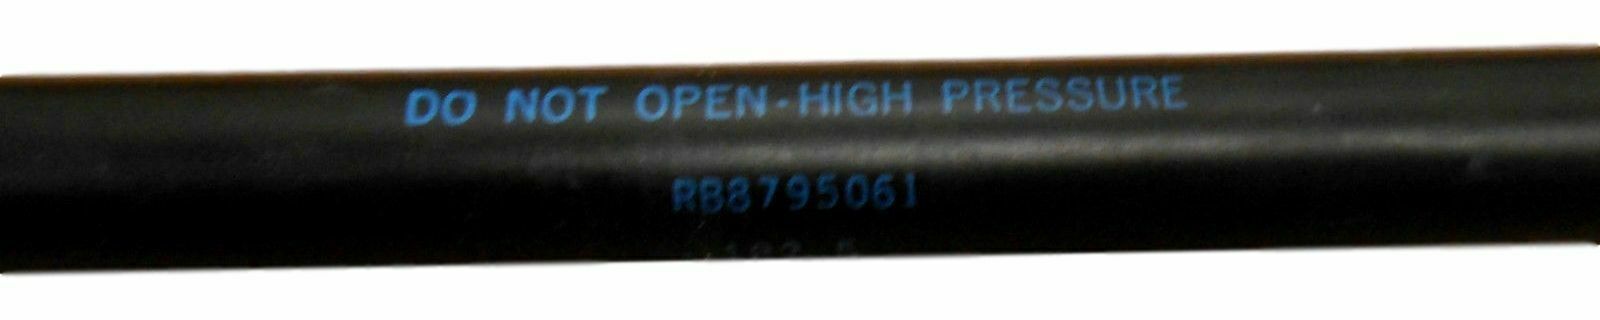 DO NOT OPEN-HIGH PRESSURE
RB8795061